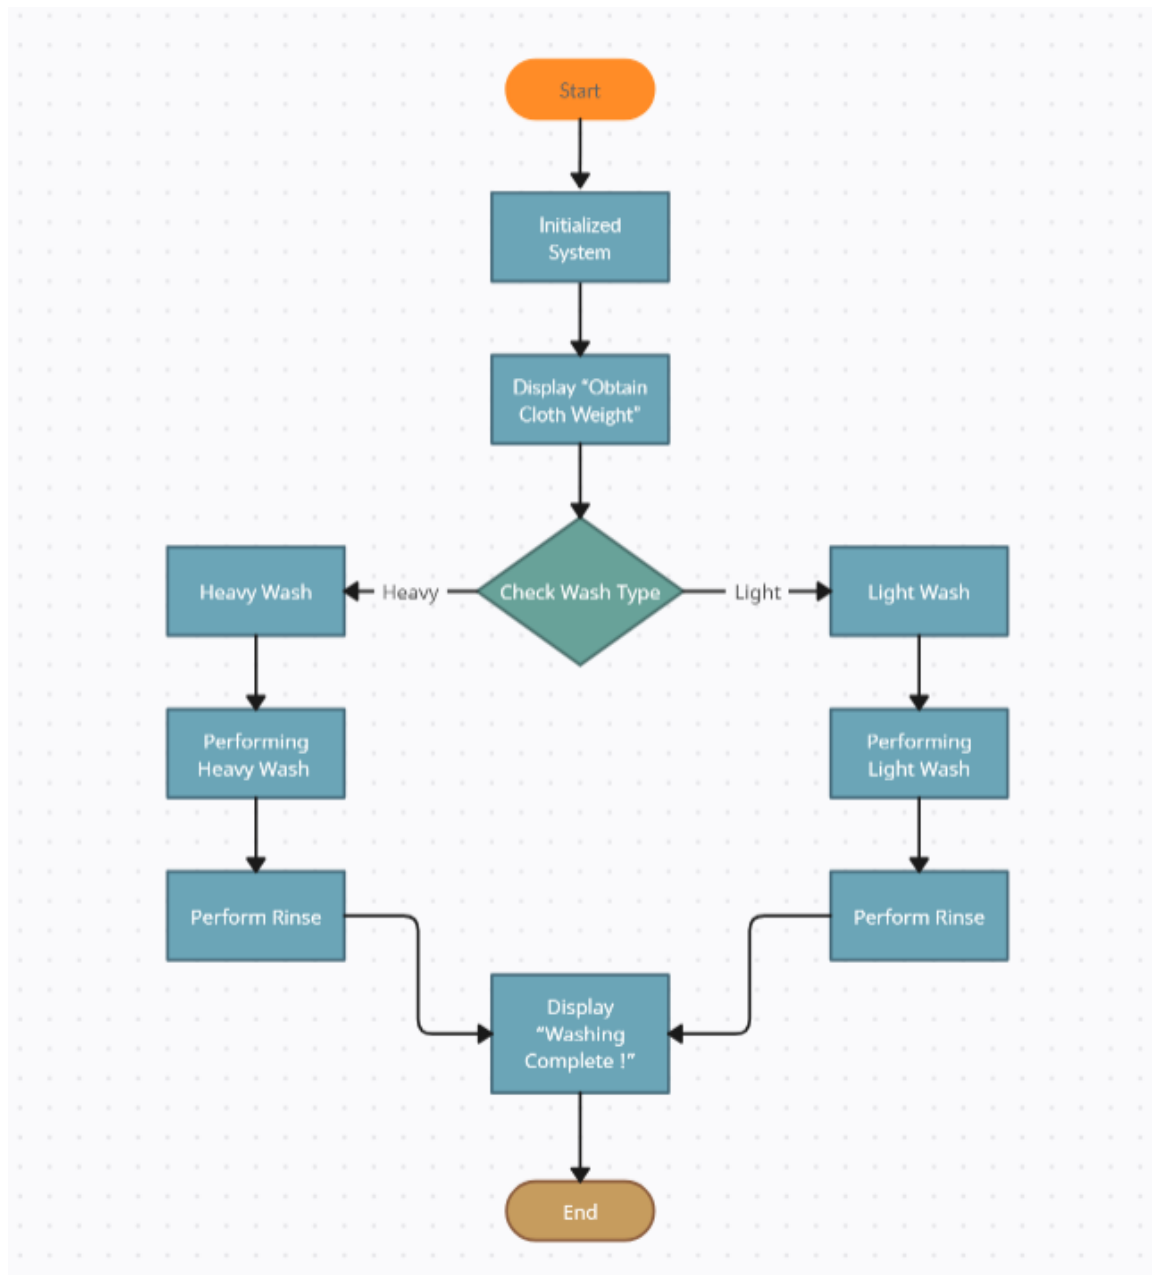 Start
Initialized
System
Display “Obtain
Cloth Weight”
Heavy Wash
Heavy
Check Wash Type
Light
Light Wash
Performing
Heavy Wash
Performing
Light Wash
Perform Rinse
Perform Rinse
Display
“Washing
Complete !”
End